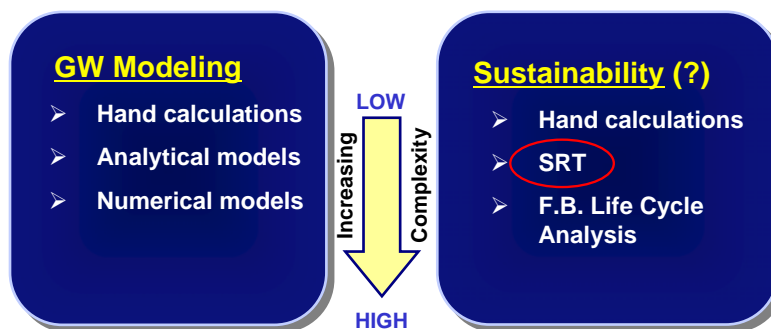 GW Modeling
➢ Hand calculations
➢ Analytical models
➢ Numerical models
LOW
Increasing
Complexity
HIGH
Sustainability (?)
➢ Hand calculations
➢ SRT
➢ F.B. Life Cycle
Analysis